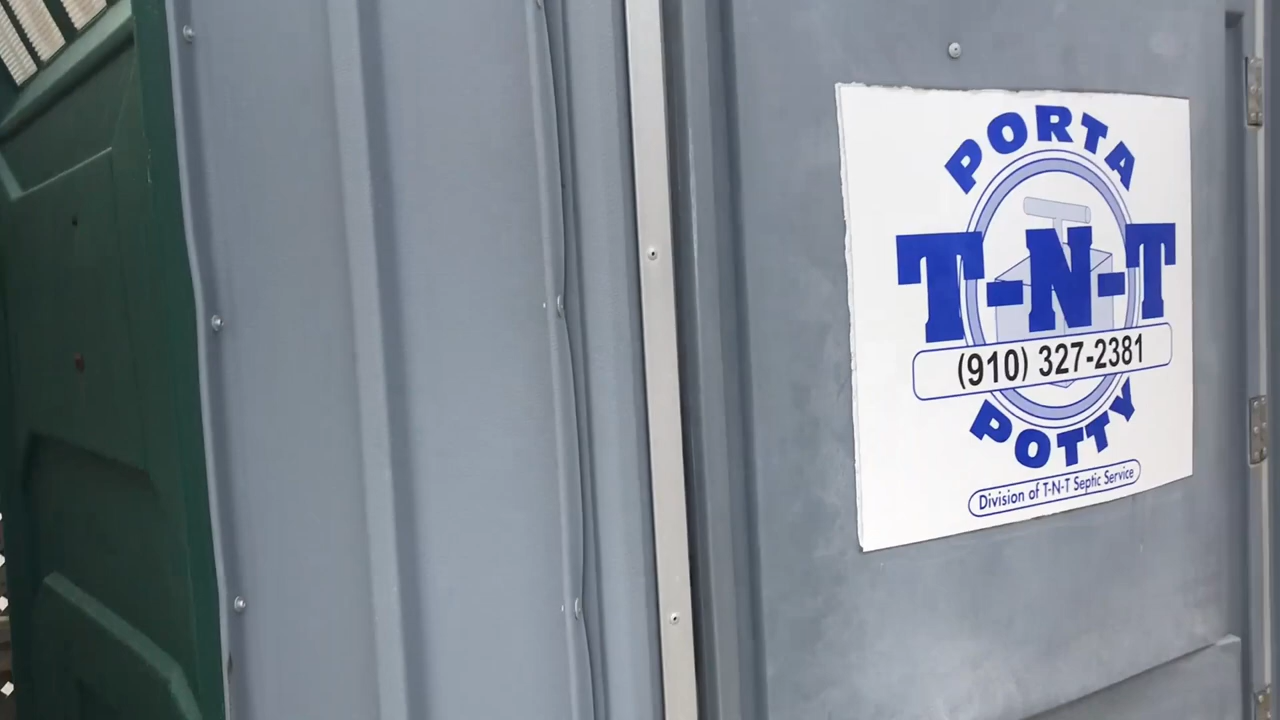 PORTA
T-N-T
(910) 327-2381
POTTY
Division of T-N-T Septic Service